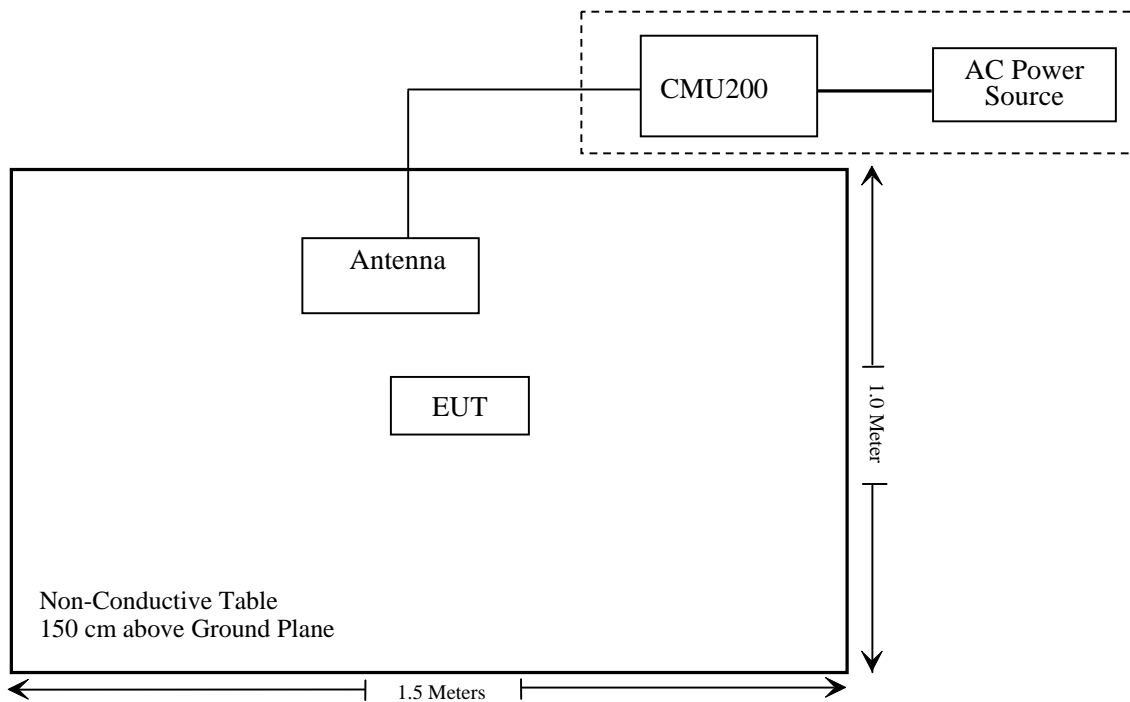 CMU200
AC Power
Source
Antenna
EUT
1.0 Meter
Non-Conductive Table
150 cm above Ground Plane
1.5 Meters